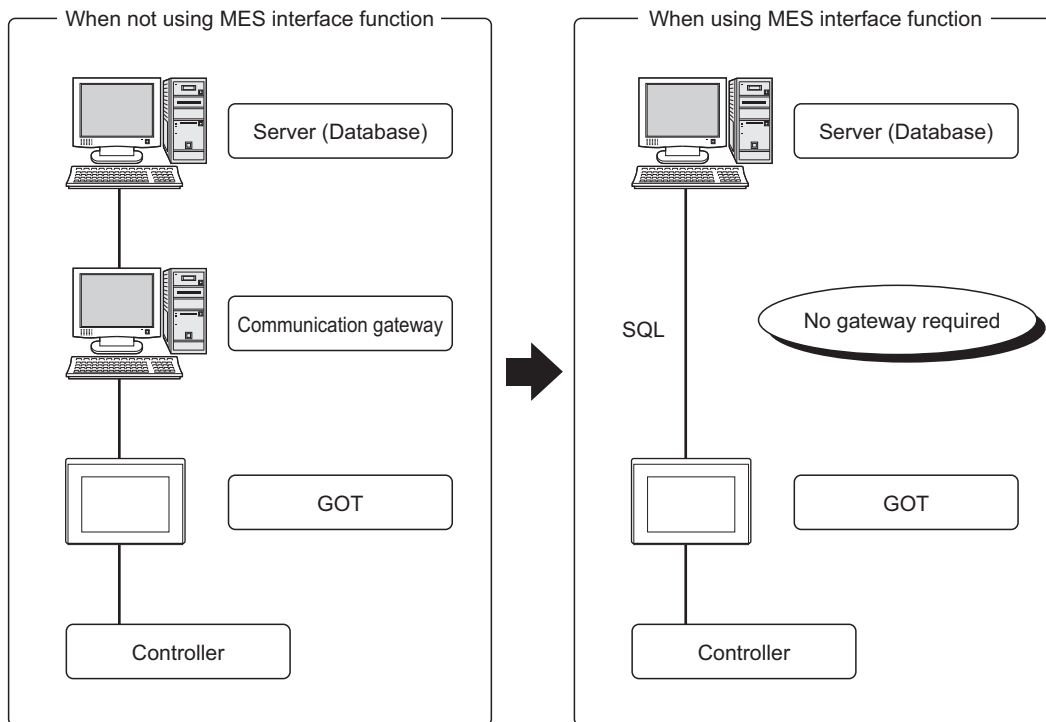 When not using MES interface function
Server (Database)
Communication gateway
GOT
Controller
When using MES interface function
Server (Database)
SQL
No gateway required
GOT
Controller